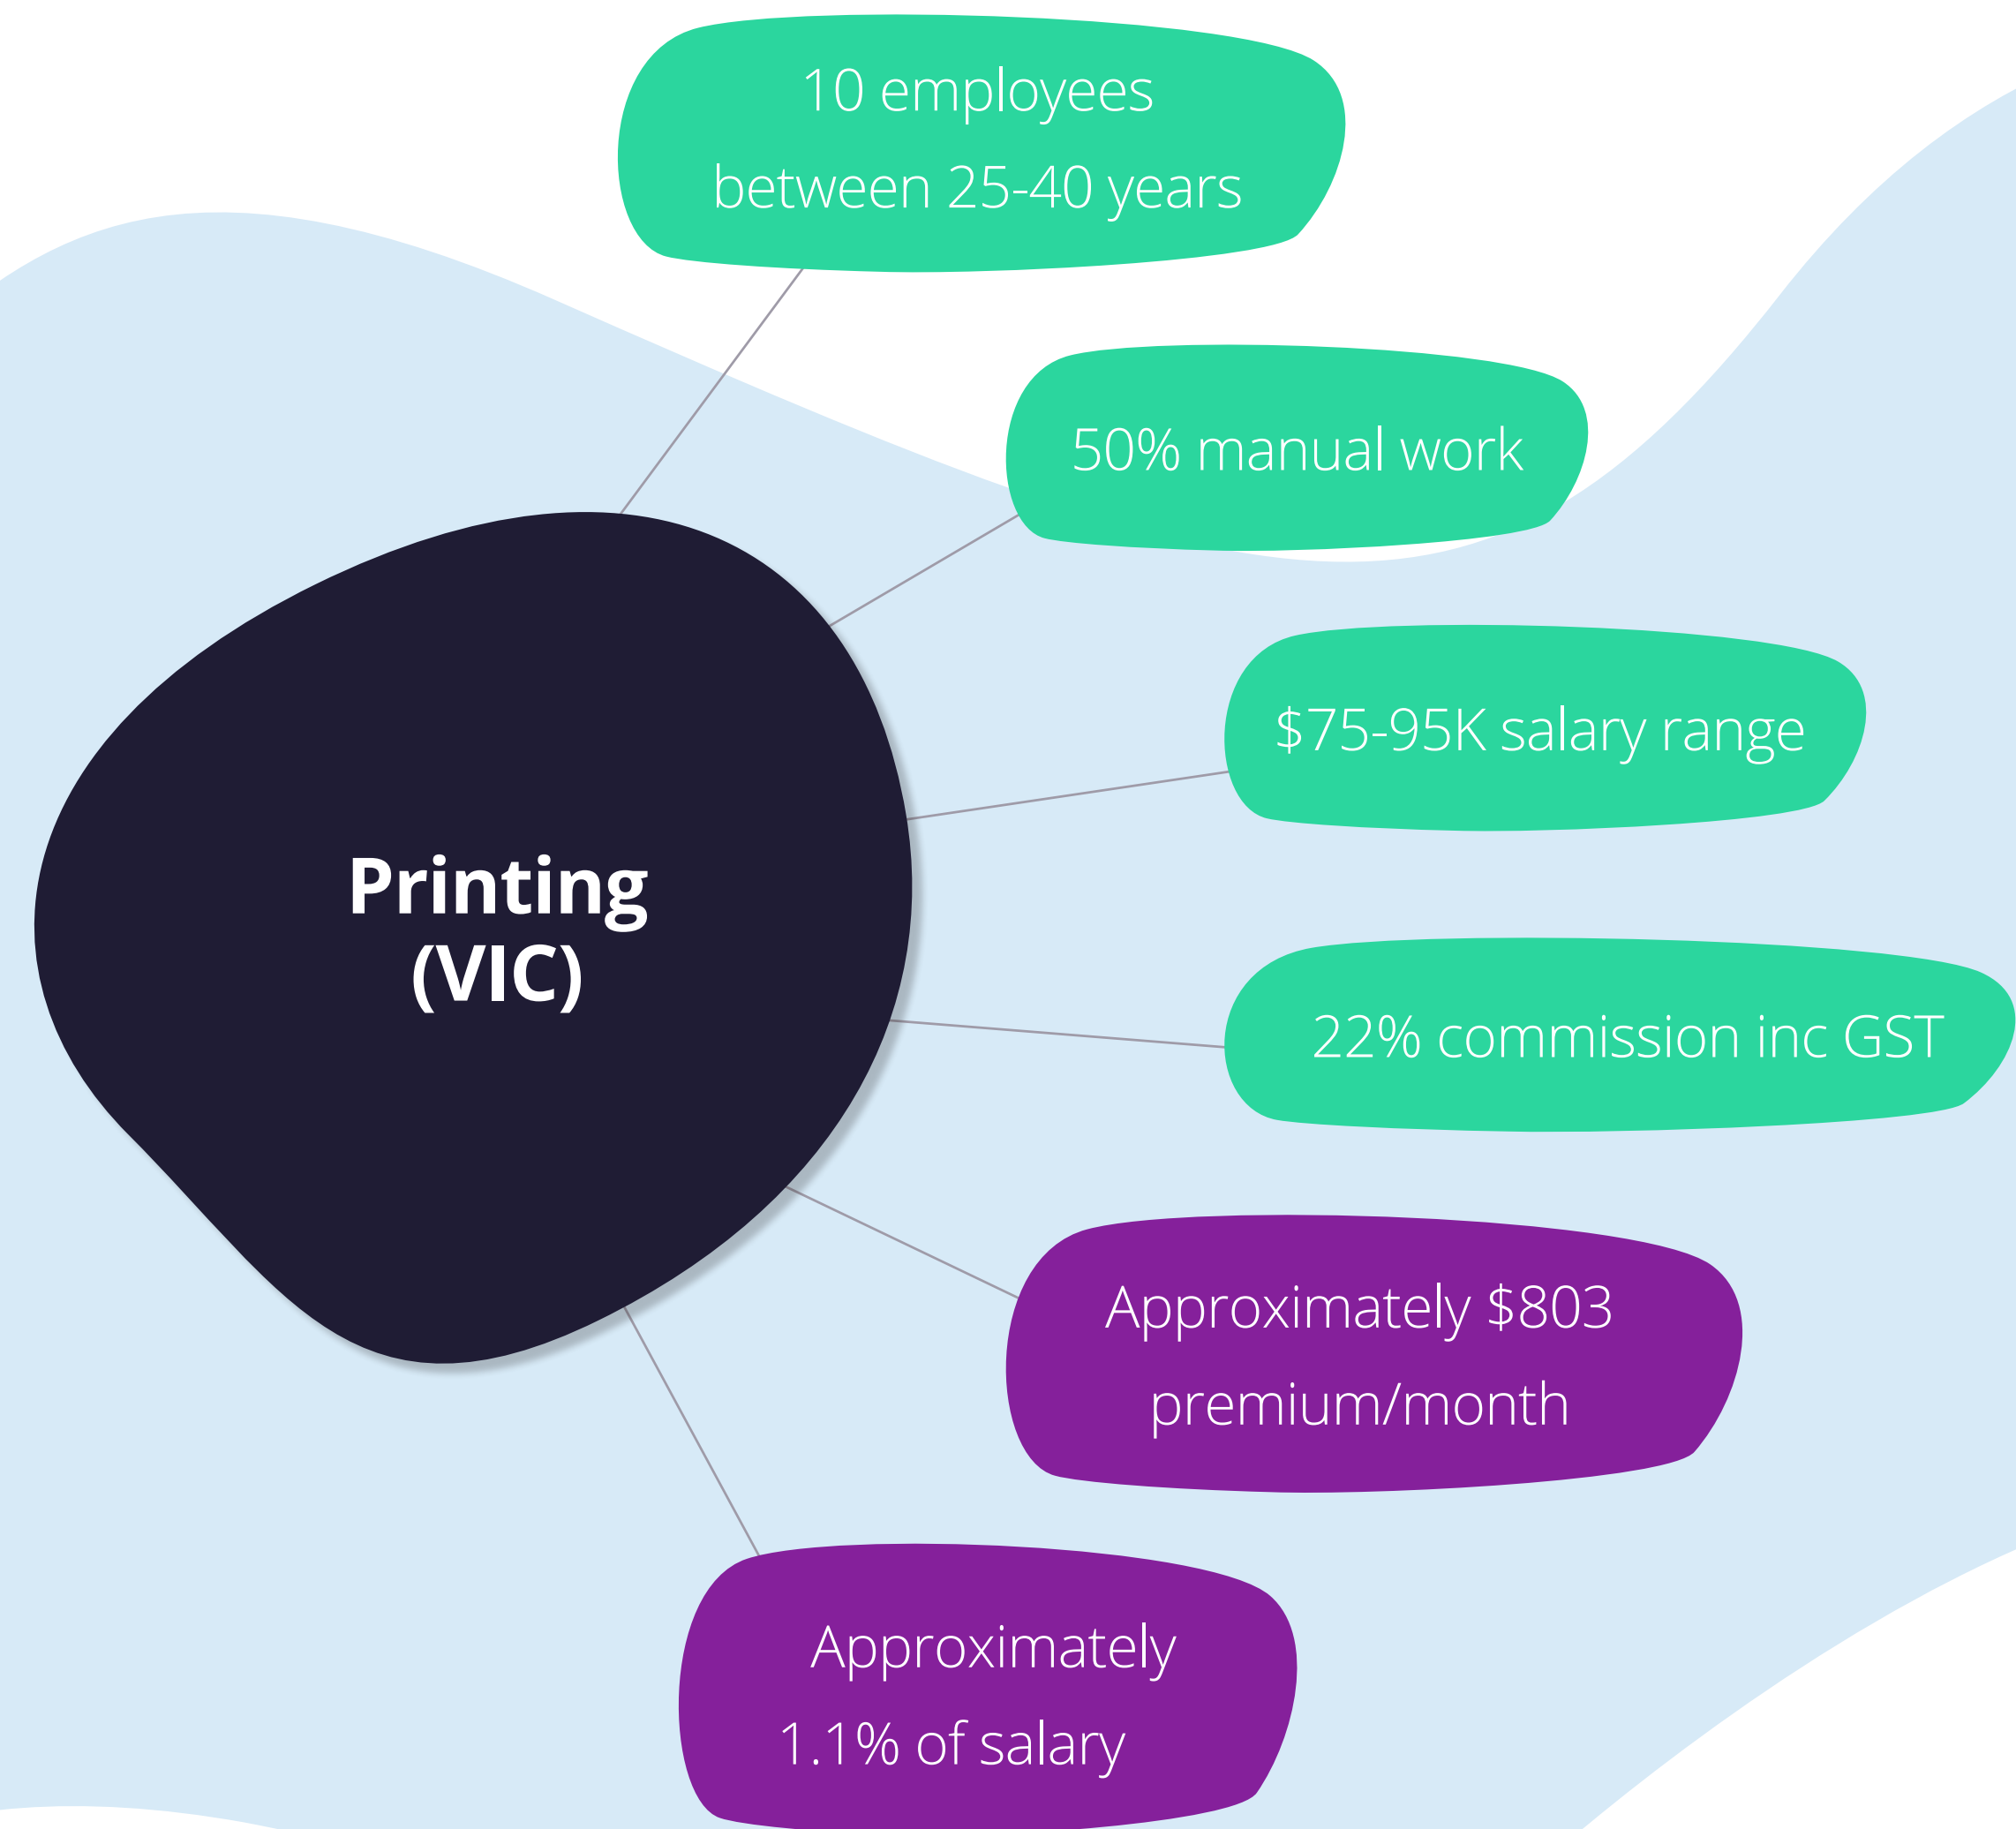 10 employees
between 25-40 years
50% manual work
$75-95K salary range
Printing
(VIC)
22% commission inc GST
Approximately $803
premium/month
Approximately
1.1% of salary